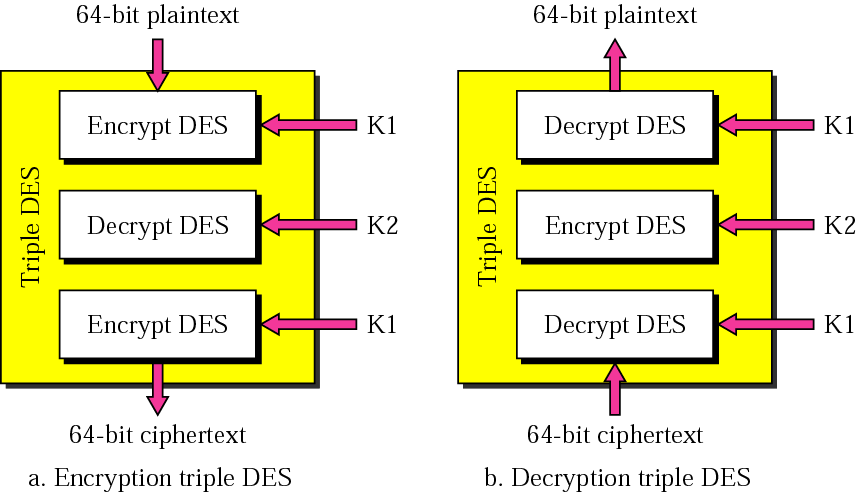 64-bit plaintext
Triple DES
Encrypt DES
K1
Decrypt DES
K2
Encrypt DES
K1
64-bit ciphertext
a. Encryption triple DES
64-bit plaintext
Triple DES
Decrypt DES
K1
Encrypt DES
K2
Decrypt DES
K1
64-bit ciphertext
b. Decryption triple DES